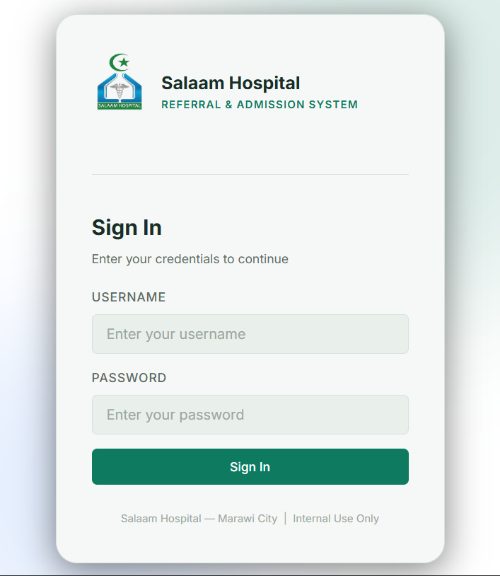 SALAAM HOSPITAL
Salaam Hospital
REFERRAL & ADMISSION SYSTEM
Sign In
Enter your credentials to continue
USERNAME
Enter your username
PASSWORD
Enter your password
Sign In
Salaam Hospital — Marawi City | Internal Use Only